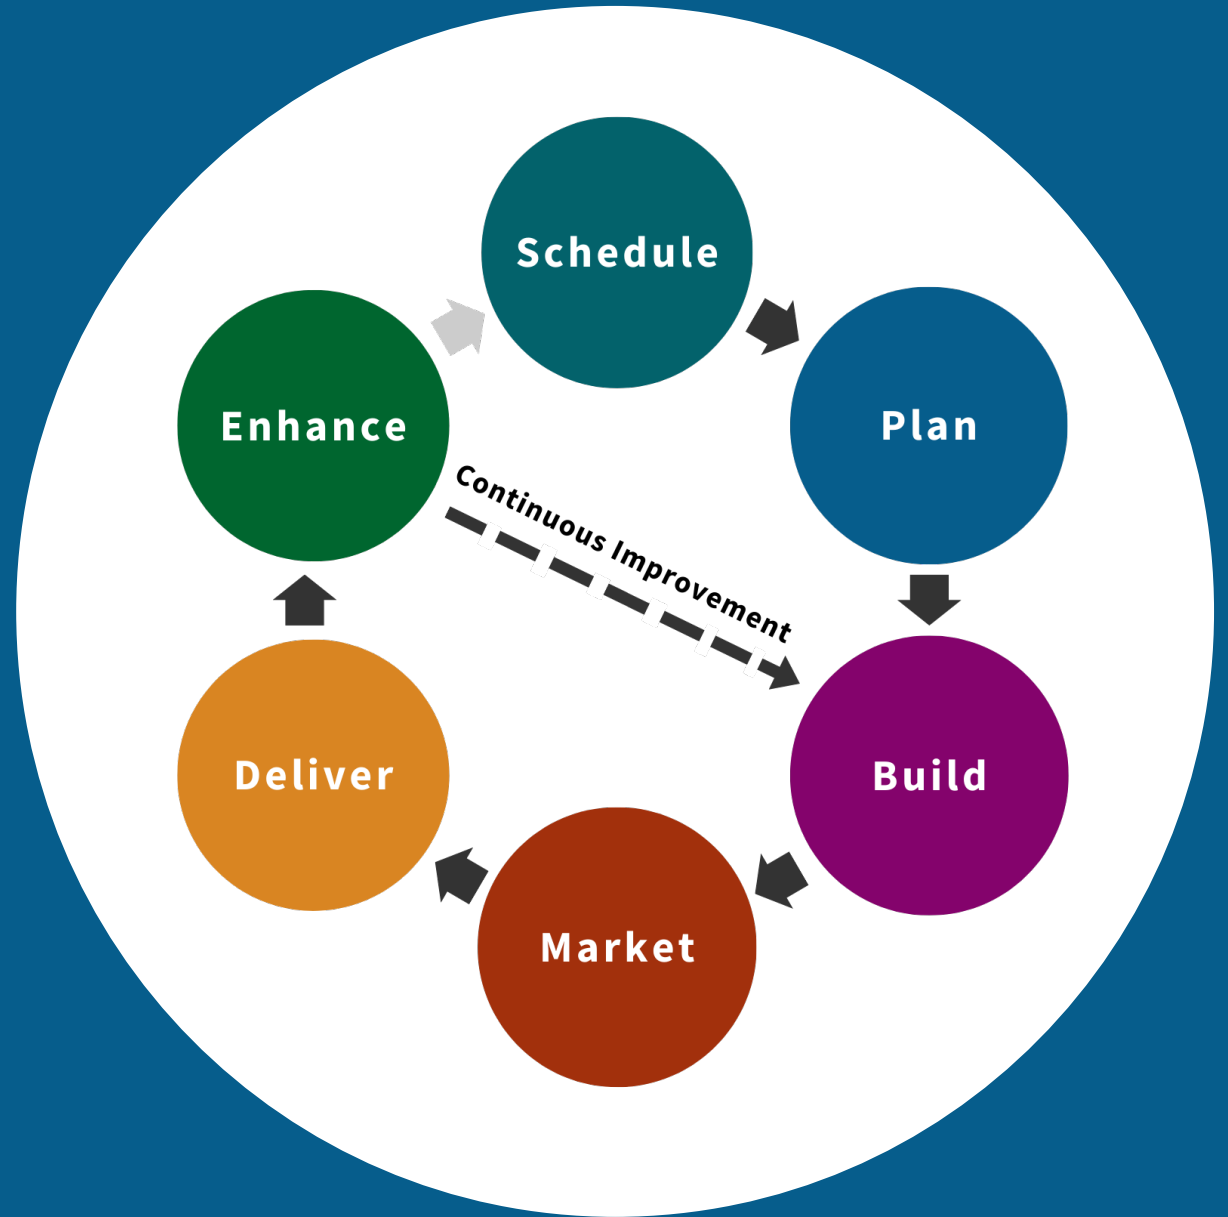 Schedule
Plan
Enhance
Continuous Improvement
Build
Deliver
Market